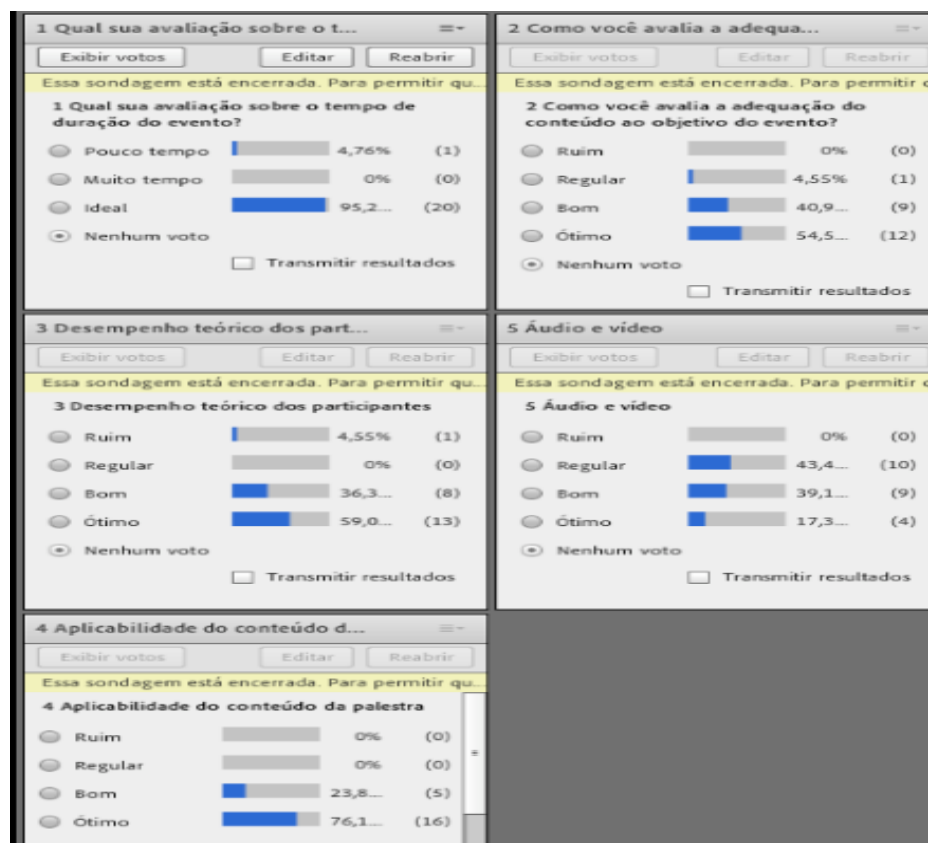 1 Qual sua avaliação sobre o t...
Exibir votos Editar Reabrir
Essa sondagem está encerrada. Para permitir qu...
1 Qual sua avaliação sobre o tempo de
duração do evento?
Pouco tempo 4,76% (1)
Muito tempo 0% (0)
Ideal 95,2... (20)
Nenhum voto
Transmitir resultados
2 Como você avalia a adequa...
Exibir votos Editar Reabrir
Essa sondagem está encerrada. Para permitir
2 Como você avalia a adequação do
conteúdo ao objetivo do evento?
Ruim 0% (0)
Regular 4,55% (1)
Bom 40,9... (9)
Ótimo 54,5... (12)
Nenhum voto
Transmitir resultados
3 Desempenho teórico dos part...
Exibir votos Editar Reabrir
Essa sondagem está encerrada. Para permitir qu...
3 Desempenho teórico dos participantes
Ruim 4,55% (1)
Regular 0% (0)
Bom 36,3... (8)
Ótimo 59,0... (13)
Nenhum voto
Transmitir resultados
5 Áudio e vídeo
Exibir votos Editar Reabrir
Essa sondagem está encerrada. Para permitir
5 Áudio e vídeo
Ruim 0% (0)
Regular 43,4... (10)
Bom 39,1... (9)
Ótimo 17,3... (4)
Nenhum voto
Transmitir resultados
4 Aplicabilidade do conteúdo d...
Exibir votos Editar Reabrir
Essa sondagem está encerrada. Para permitir qu...
4 Aplicabilidade do conteúdo da palestra
Ruim 0% (0)
Regular 0% (0)
Bom 23,8... (5)
Ótimo 76,1... (16)